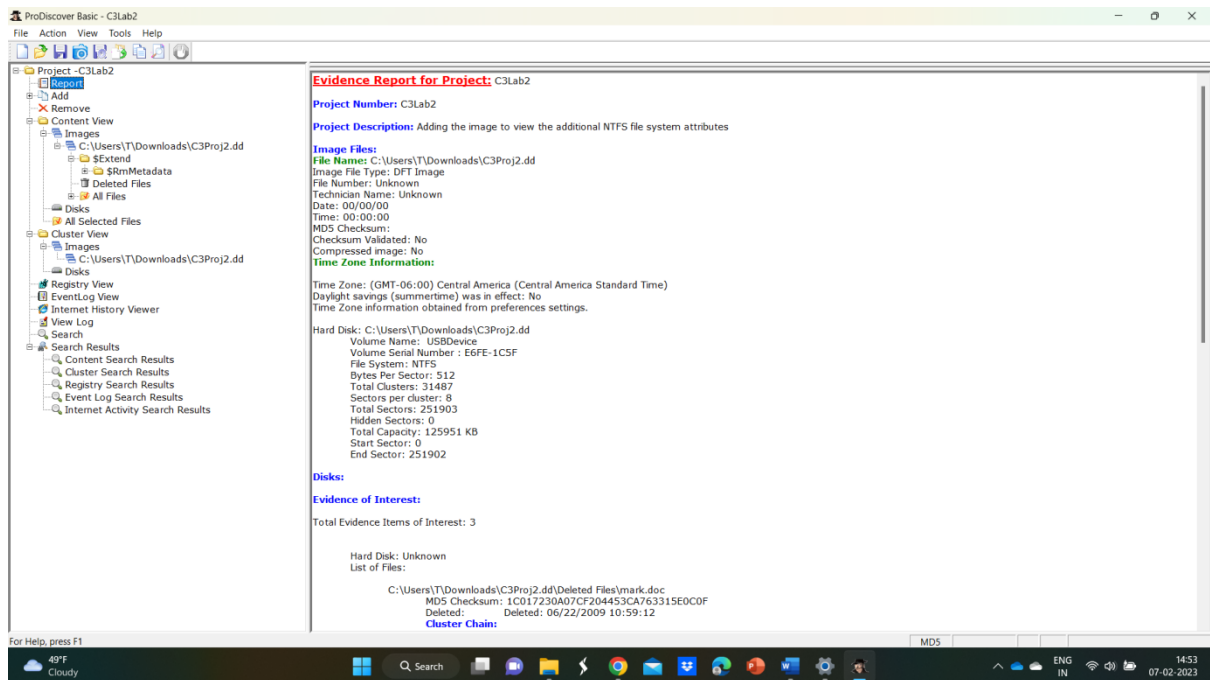 ProDiscover Basic - C3Lab2
File Action View Tools Help
Project -C3Lab2
Report
Add
Remove
Content View
Images
C:\Users\T\Downloads\C3Proj2.dd
$Extend
$RmMetadata
Deleted Files
All Files
Disks
All Selected Files
Cluster View
Images
C:\Users\T\Downloads\C3Proj2.dd
Disks
Registry View
EventLog View
Internet History Viewer
View Log
Search
Search Results
Content Search Results
Cluster Search Results
Registry Search Results
Event Log Search Results
Internet Activity Search Results
Evidence Report for Project: C3Lab2
Project Number: C3Lab2
Project Description: Adding the image to view the additional NTFS file system attributes
Image Files:
File Name: C:\Users\T\Downloads\C3Proj2.dd
Image File Type: DFT Image
File Number: Unknown
Technician Name: Unknown
Date: 00/00/00
Time: 00:00:00
MD5 Checksum:
Checksum Validated: No
Compressed image: No
Time Zone Information:
Time Zone: (GMT-06:00) Central America (Central America Standard Time)
Daylight savings (summertime) was in effect: No
Time Zone information obtained from preferences settings.
Hard Disk: C:\Users\T\Downloads\C3Proj2.dd
Volume Name: USBDevice
Volume Serial Number : E6FE-1C5F
File System: NTFS
Bytes Per Sector: 512
Total Clusters: 31487
Sectors per cluster: 8
Total Sectors: 251903
Hidden Sectors: 0
Total Capacity: 125951 KB
Start Sector: 0
End Sector: 251902
Disks:
Evidence of Interest:
Total Evidence Items of Interest: 3
Hard Disk: Unknown
List of Files:
C:\Users\T\Downloads\C3Proj2.dd\Deleted Files\mark.doc
MD5 Checksum: 1C017230A07CF204453CA763315E0C0F
Deleted: Deleted: 06/22/2009 10:59:12
Cluster Chain:
For Help, press F1
MD5
49°F
Cloudy
Search
ENG
IN
14:53
07-02-2023